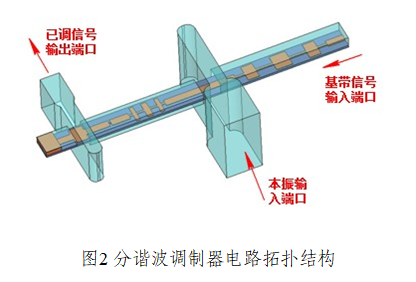 已调信号
输出端口
基带信号
输入端口
本振输
入端口
图2 分谐波调制器电路拓扑结构